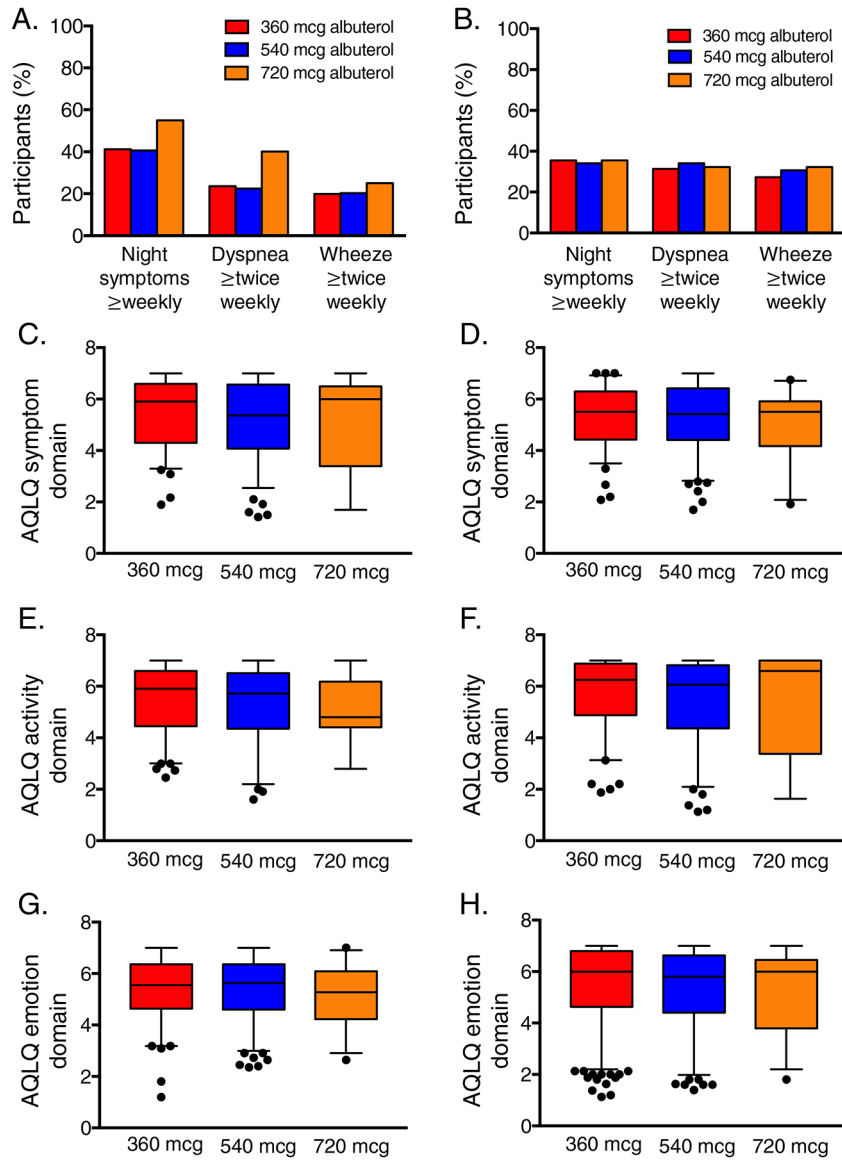 A.
360 mcg albuterol
540 mcg albuterol
720 mcg albuterol
Participants (%)
100
80
60
40
20
0
Night symptoms ≥weekly
Dyspnea ≥twice weekly
Wheeze ≥twice weekly
B.
360 mcg albuterol
540 mcg albuterol
720 mcg albuterol
Participants (%)
100
80
60
40
20
0
Night symptoms ≥weekly
Dyspnea ≥twice weekly
Wheeze ≥twice weekly
C.
AQLQ symptom domain
8
6
4
2
0
360 mcg
540 mcg
720 mcg
D.
AQLQ symptom domain
8
6
4
2
0
360 mcg
540 mcg
720 mcg
E.
AQLQ activity domain
8
6
4
2
0
360 mcg
540 mcg
720 mcg
F.
AQLQ activity domain
8
6
4
2
0
360 mcg
540 mcg
720 mcg
G.
AQLQ emotion domain
8
6
4
2
0
360 mcg
540 mcg
720 mcg
H.
AQLQ emotion domain
8
6
4
2
0
360 mcg
540 mcg
720 mcg